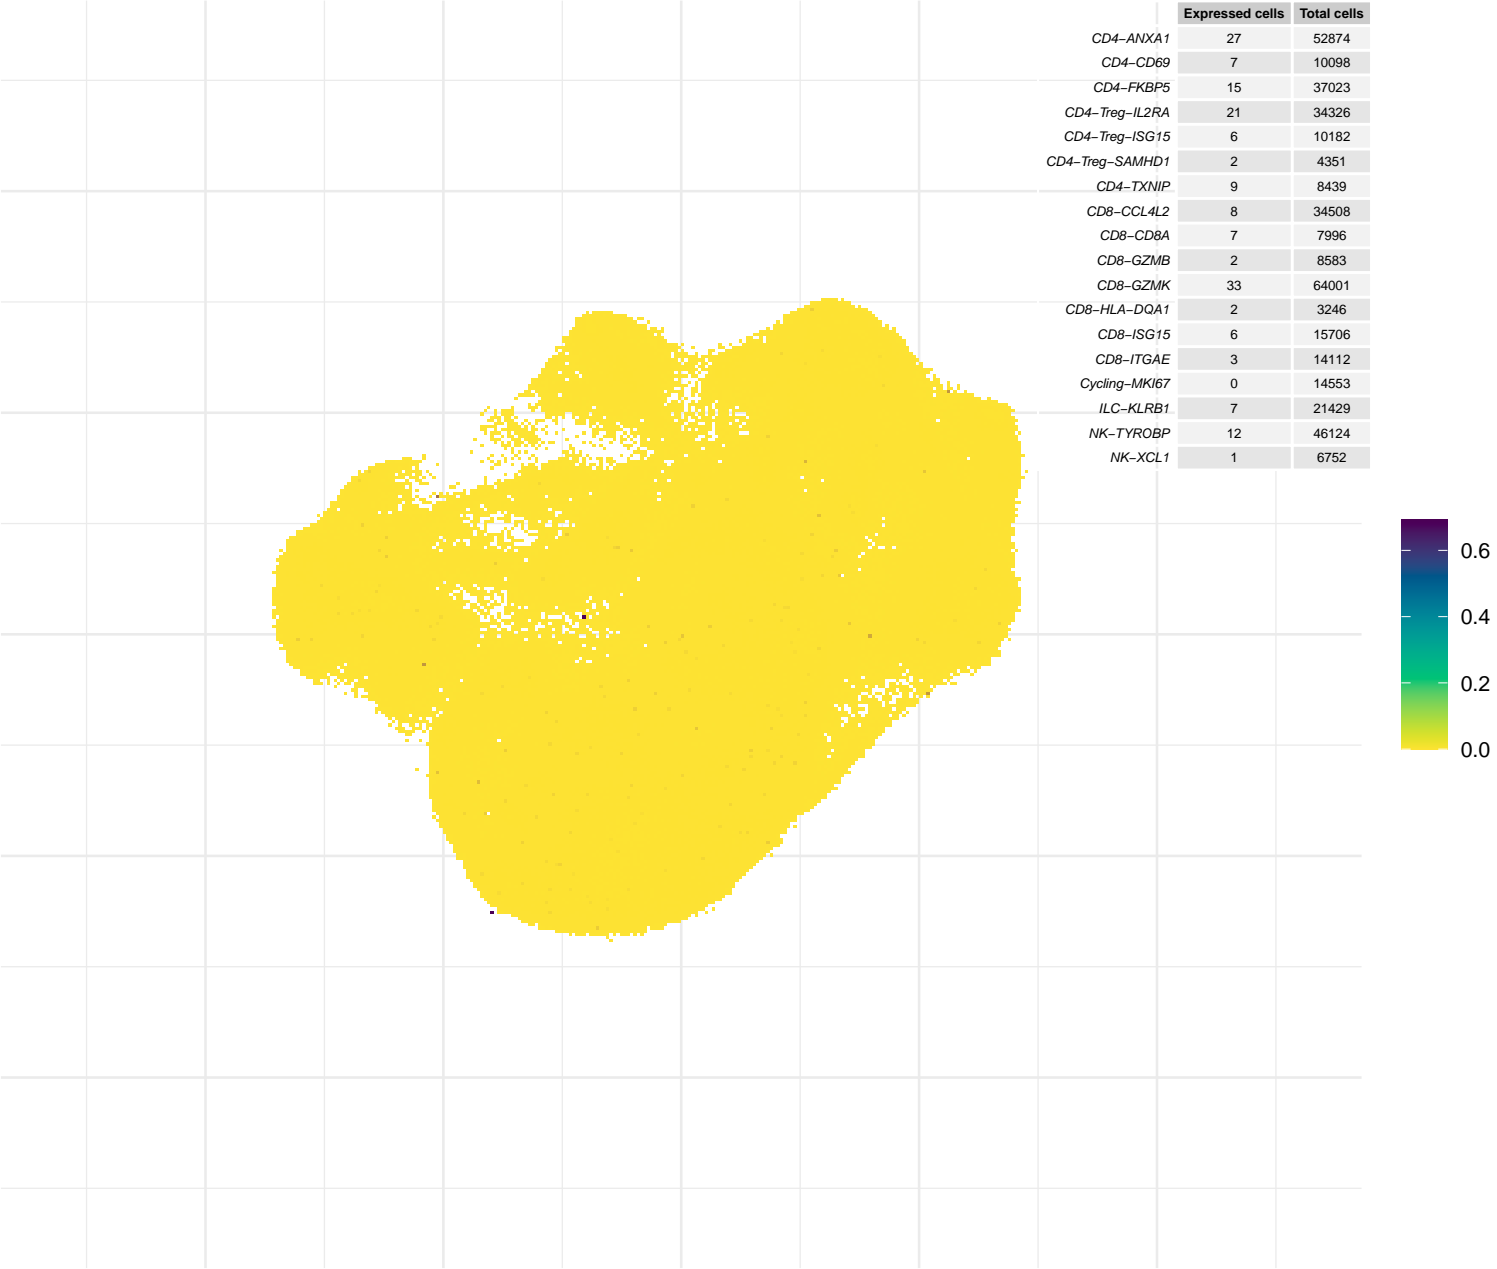 Expressed cells Total cells
CD4−ANXA1 27 52874
CD4−CD69 7 10098
CD4−FKBP5 15 37023
CD4−Treg−IL2RA 21 34326
CD4−Treg−ISG15 6 10182
CD4−Treg−SAMHD1 2 4351
CD4−TXNIP 9 8439
CD8−CCL4L2 8 34508
CD8−CD8A 7 7996
CD8−GZMB 2 8583
CD8−GZMK 33 64001
CD8−HLA−DQA1 2 3246
CD8−ISG15 6 15706
CD8−ITGAE 3 14112
Cycling−MKI67 0 14553
ILC−KLRB1 7 21429
NK−TYROBP 12 46124
NK−XCL1 1 6752
0.6
0.4
0.2
0.0